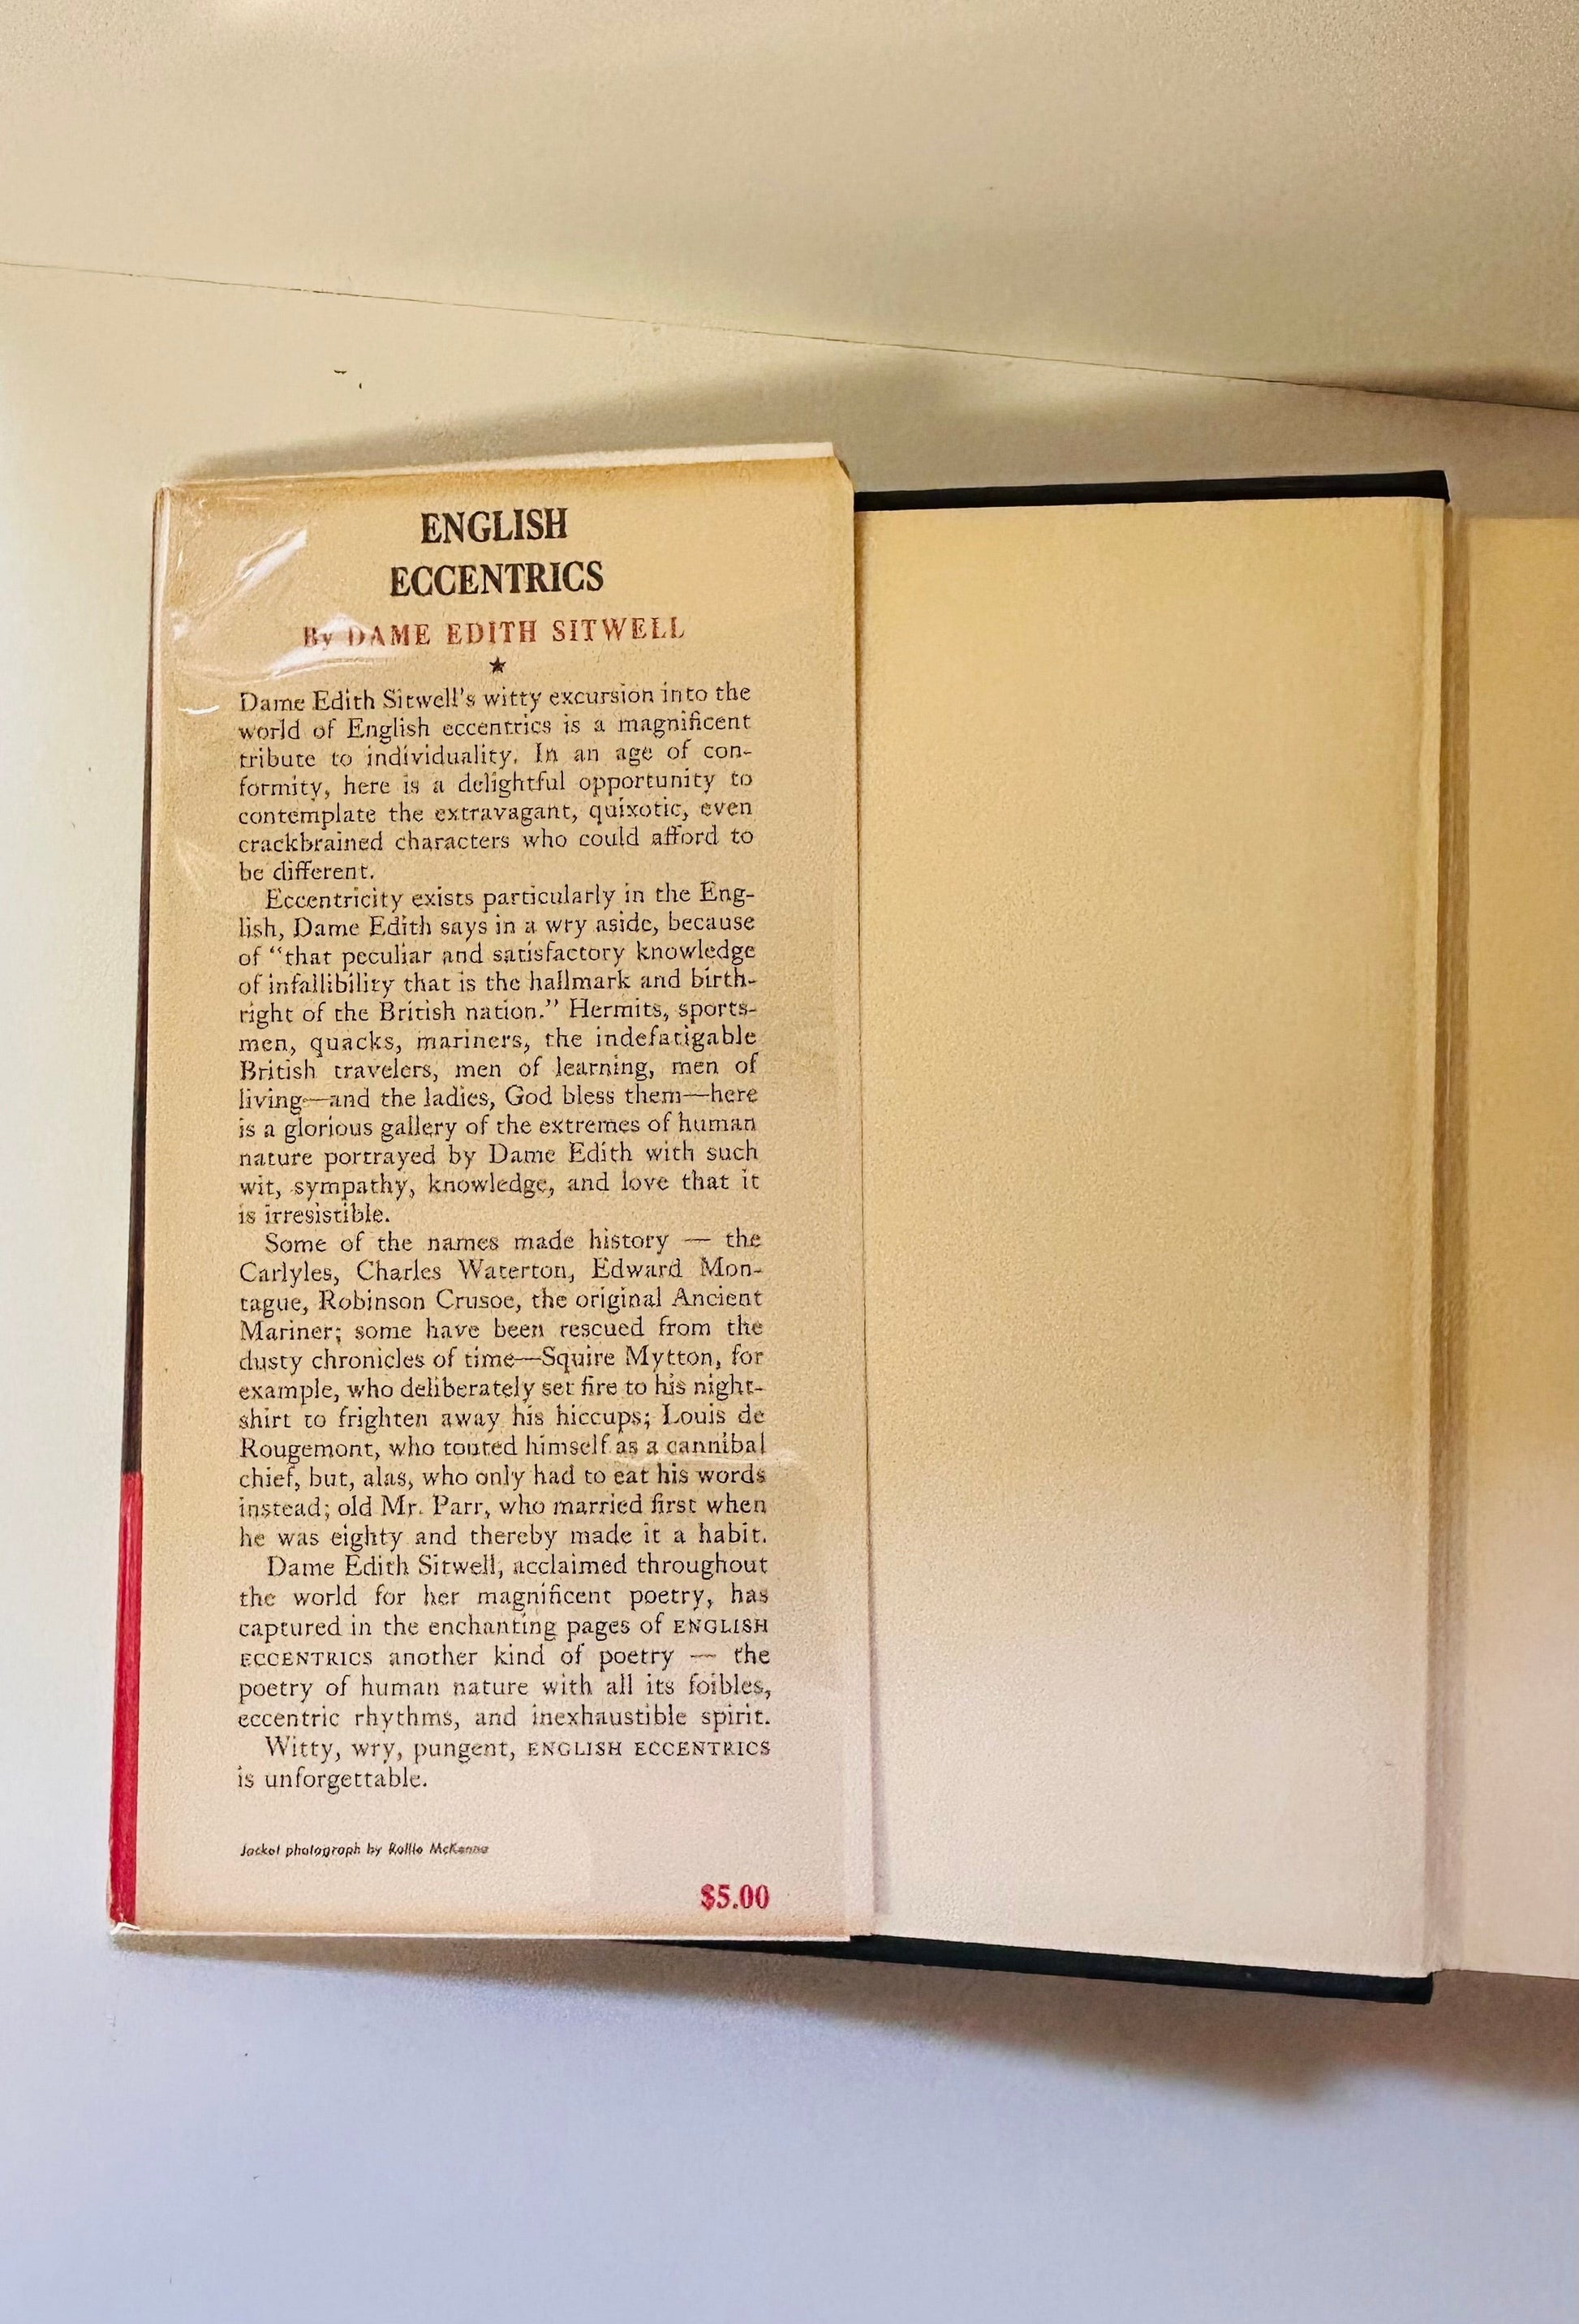 ENGLISH
ECCENTRICS
By DAME EDITH SITWELL
★
Dame Edith Sitwell's witty excursion into the
world of English eccentrics is a magnificent
tribute to individuality. In an age of con-
formity, here is a delightful opportunity to
contemplate the extravagant, quixotic, even
crackbrained characters who could afford to
be different.
Eccentricity exists particularly in the Eng-
lish, Dame Edith says in a wry aside, because
of "that peculiar and satisfactory knowledge
of infallibility that is the hallmark and birth-
right of the British nation." Hermits, sports-
men, quacks, mariners, the indefatigable
British travelers, men of learning, men of
living—and the ladies, God bless them—here
is a glorious gallery of the extremes of human
nature portrayed by Dame Edith with such
wit, sympathy, knowledge, and love that it
is irresistible.
Some of the names made history — the
Carlyles, Charles Waterton, Edward Mon-
tague, Robinson Crusoe, the original Ancient
Mariner; some have been rescued from the
dusty chronicles of time—Squire Mytton, for
example, who deliberately set fire to his night-
shirt to frighten away his hiccups; Louis de
Rougemont, who touted himself as a cannibal
chief, but, alas, who only had to eat his words
instead; old Mr. Parr, who married first when
he was eighty and thereby made it a habit.
Dame Edith Sitwell, acclaimed throughout
the world for her magnificent poetry, has
captured in the enchanting pages of ENGLISH
ECCENTRICS another kind of poetry — the
poetry of human nature with all its foibles,
eccentric rhythms, and inexhaustible spirit.
Witty, wry, pungent, ENGLISH ECCENTRICS
is unforgettable.
Jacket photograph by Rollie McKenna
$5.00